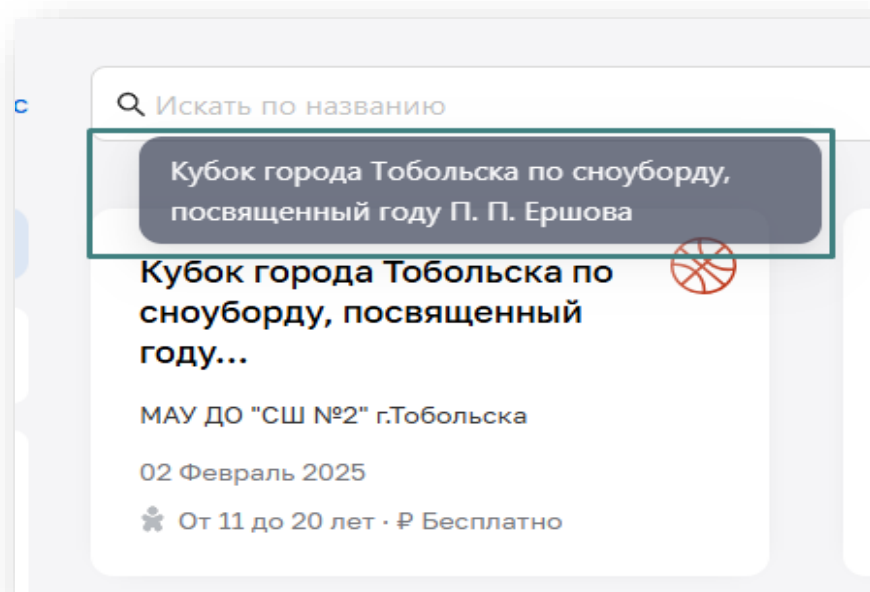 с
Искать по названию
Кубок города Тобольска по сноуборду,
посвященный году П. П. Ершова
Кубок города Тобольска по
сноуборду, посвященный
году...
МАУ ДО "СШ №2" г.Тобольска
02 Февраль 2025
От 11 до 20 лет · ₽ Бесплатно